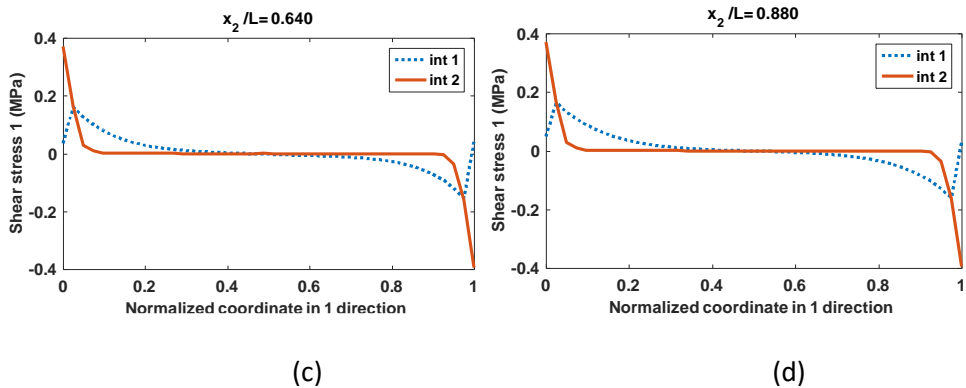 x2/L= 0.640
0.4
0.2
0
-0.2
-0.4
Shear stress 1 (MPa)
int 1
int 2
0 0.2 0.4 0.6 0.8 1
Normalized coordinate in 1 direction
(c)
x2/L= 0.880
0.4
0.2
0
-0.2
-0.4
Shear stress 1 (MPa)
int 1
int 2
0 0.2 0.4 0.6 0.8 1
Normalized coordinate in 1 direction
(d)